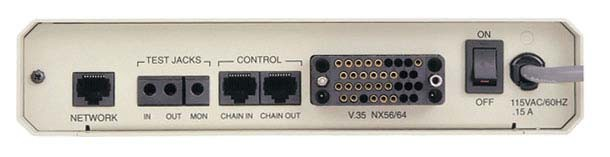 ON
TEST JACKS
CONTROL
NETWORK
IN OUT MON
CHAIN IN CHAIN OUT
V.35 NX56/64
OFF
115VAC/60HZ
.15 A